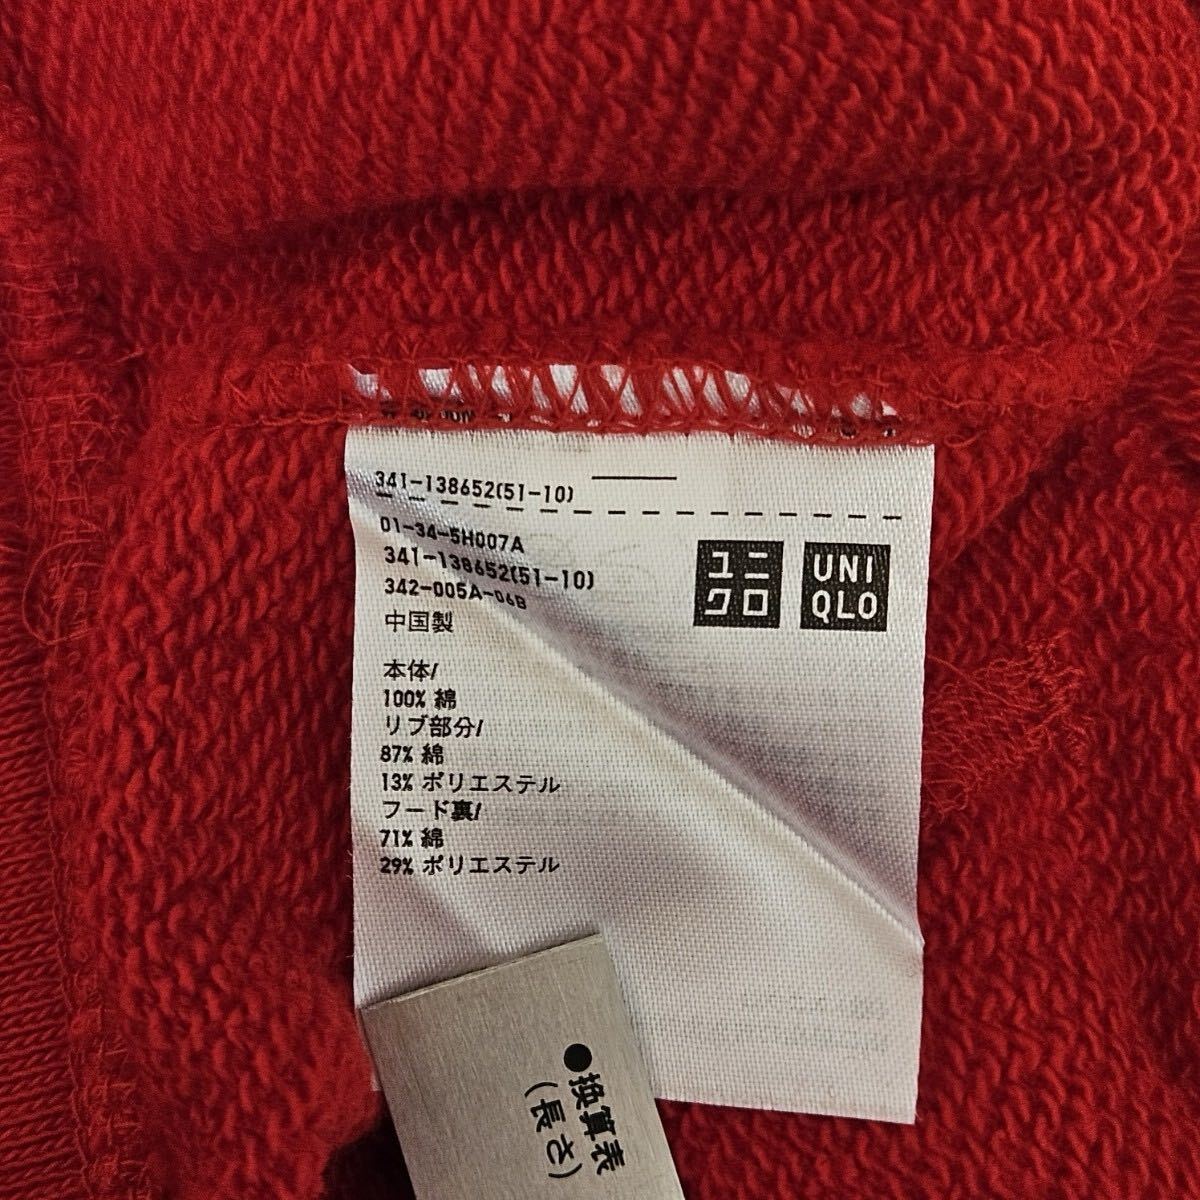 341-138652(51-10)
01-34-5H007A
341-138652(51-10)
342-005A-06B
中国製
ユニ
クロ
UNI
QLO
本体/
100% 綿
リブ部分/
87% 綿
13% ポリエステル
フード裏/
71% 綿
29% ポリエステル
●換算表
(長さ)